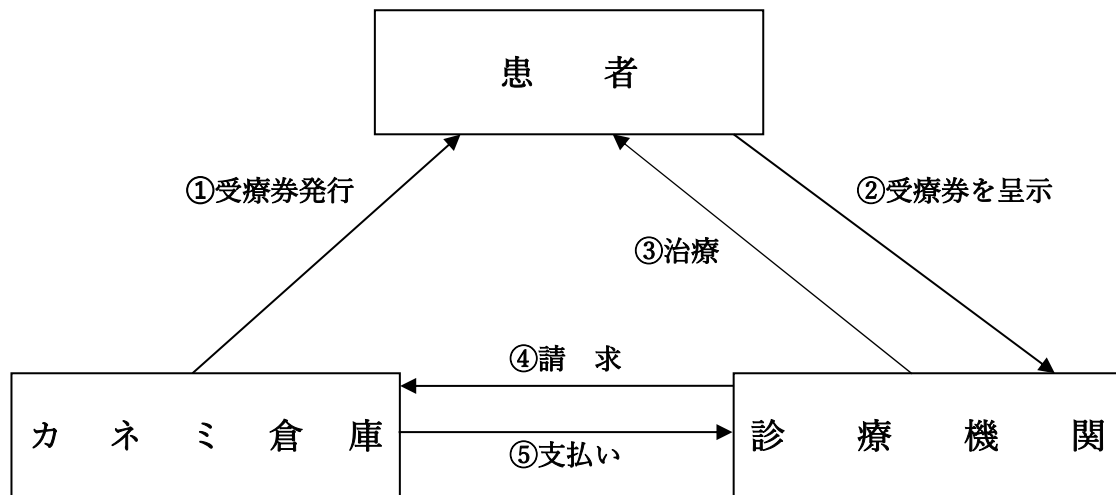 患　者
①受療券発行
②受療券を呈示
③治療
④請　求
カネミ倉庫
診療機関
⑤支払い